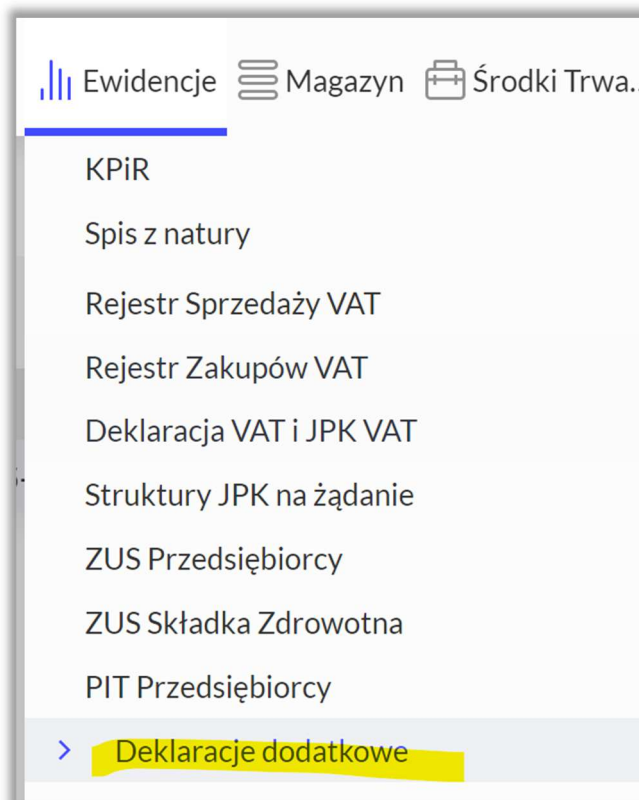 Ewidencje Magazyn Środki Trwa..
KPiR
Spis z natury
Rejestr Sprzedaży VAT
Rejestr Zakupów VAT
Deklaracja VAT i JPK VAT
Struktury JPK na żądanie
ZUS Przedsiębiorcy
ZUS Składka Zdrowotna
PIT Przedsiębiorcy
Deklaracje dodatkowe